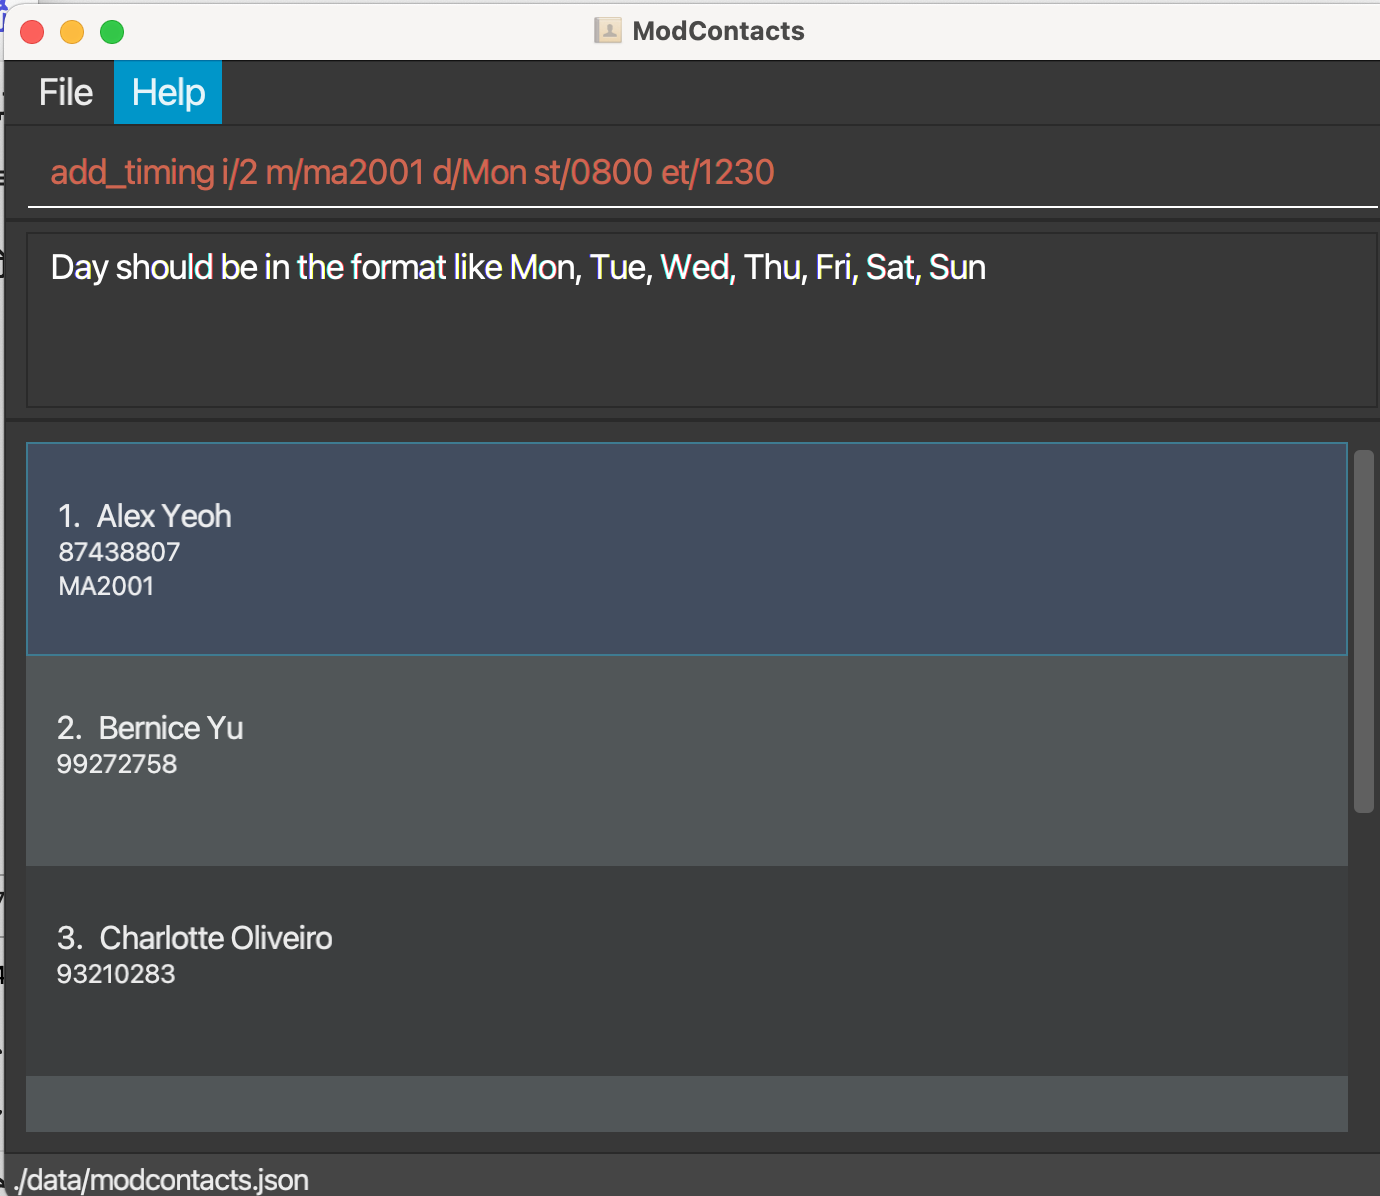 ModContacts
File Help
add_timing i/2 m/ma2001 d/Mon st/0800 et/1230
Day should be in the format like Mon, Tue, Wed, Thu, Fri, Sat, Sun
1. Alex Yeoh
87438807
MA2001
2. Bernice Yu
99272758
3. Charlotte Oliveiro
93210283
./data/modcontacts.json